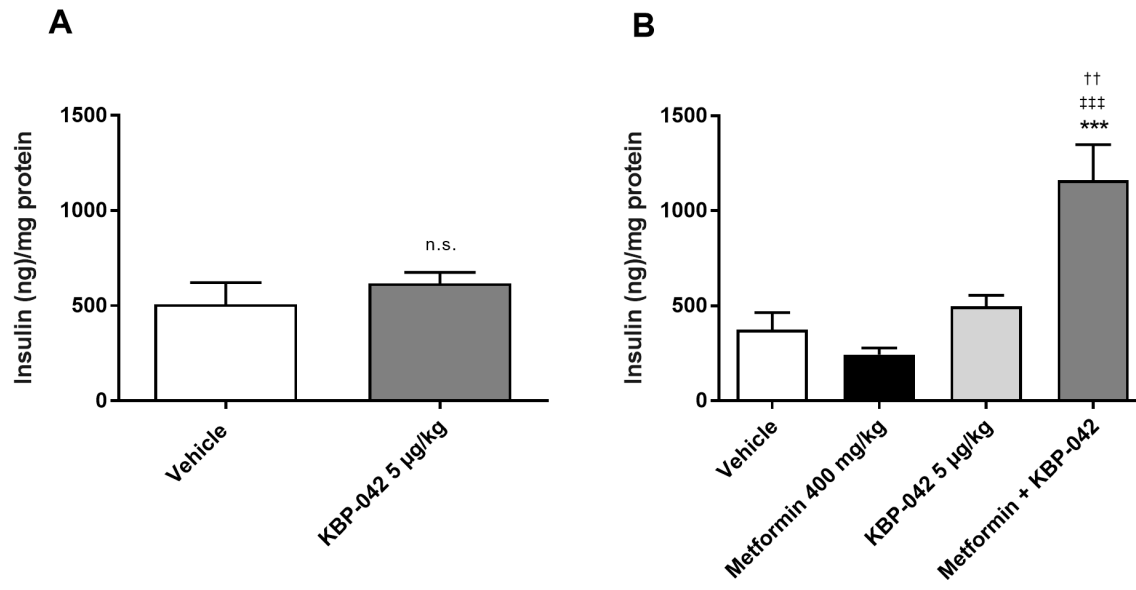 A
Insulin (ng)/mg protein
1500
1000
500
0
n.s.
Vehicle
KBP-042 5 µg/kg
B
Insulin (ng)/mg protein
1500
1000
500
0
††
‡‡‡
***
Vehicle
Metformin 400 mg/kg
KBP-042 5 µg/kg
Metformin + KBP-042